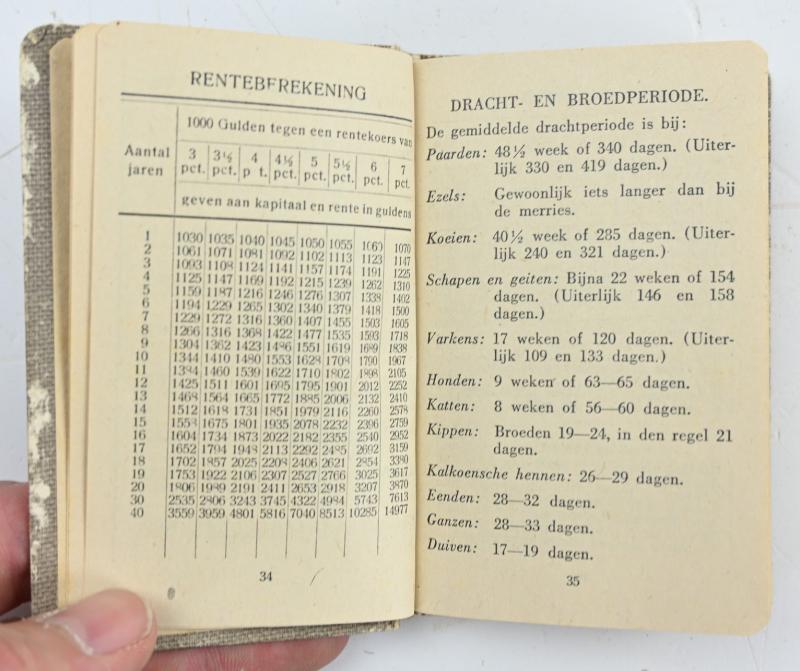 RENTEBEREKENING
1000 Gulden tegen een rentekoers van
Aantal jaren
3 pct. 3½ pct. 4 p t. 4½ pct. 5 pct. 5½ pct. 6 pct. 7 pct.
geven aan kapitaal en rente in guldens
1 1030 1035 1040 1045 1050 1055 1060 1070
2 1061 1071 1081 1092 1102 1113 1123 1147
3 1093 1108 1124 1141 1157 1174 1191 1225
4 1125 1147 1169 1192 1215 1239 1262 1310
5 1159 1187 1216 1246 1276 1307 1338 1402
6 1194 1229 1265 1302 1340 1379 1418 1500
7 1229 1272 1316 1360 1407 1455 1503 1605
8 1266 1316 1368 1422 1477 1535 1593 1718
9 1304 1362 1423 1486 1551 1619 1689 1838
10 1344 1410 1480 1553 1628 1708 1790 1967
11 1384 1460 1539 1622 1710 1802 1898 2105
12 1425 1511 1601 1695 1795 1901 2012 2252
13 1468 1564 1665 1772 1885 2006 2132 2410
14 1512 1618 1731 1851 1979 2116 2260 2578
15 1558 1675 1801 1935 2078 2232 2396 2759
16 1604 1734 1873 2022 2182 2355 2540 2952
17 1652 1794 1948 2113 2292 2485 2692 3159
18 1702 1857 2025 2208 2406 2621 2854 3380
19 1753 1922 2106 2307 2527 2766 3025 3617
20 1806 1989 2191 2411 2653 2918 3207 3870
30 2535 2806 3243 3745 4322 4984 5743 7613
40 3559 3959 4801 5816 7040 8513 10285 14977
34
DRACHT- EN BROEDPERIODE.
De gemiddelde drachtperiode is bij:
Paarden: 48½ week of 340 dagen. (Uiter-
lijk 330 en 419 dagen.)
Ezels: Gewoonlijk iets langer dan bij
de merries.
Koeien: 40½ week of 285 dagen. (Uiter-
lijk 240 en 321 dagen.)
Schapen en geiten: Bijna 22 weken of 154
dagen. (Uiterlijk 146 en 158
dagen.)
Varkens: 17 weken of 120 dagen. (Uiter-
lijk 109 en 133 dagen.)
Honden: 9 weken of 63—65 dagen.
Katten: 8 weken of 56—60 dagen.
Kippen: Broeden 19—24, in den regel 21
dagen.
Kalkoensche hennen: 26—29 dagen.
Eenden: 28—32 dagen.
Ganzen: 28—33 dagen.
Duiven: 17—19 dagen.
35